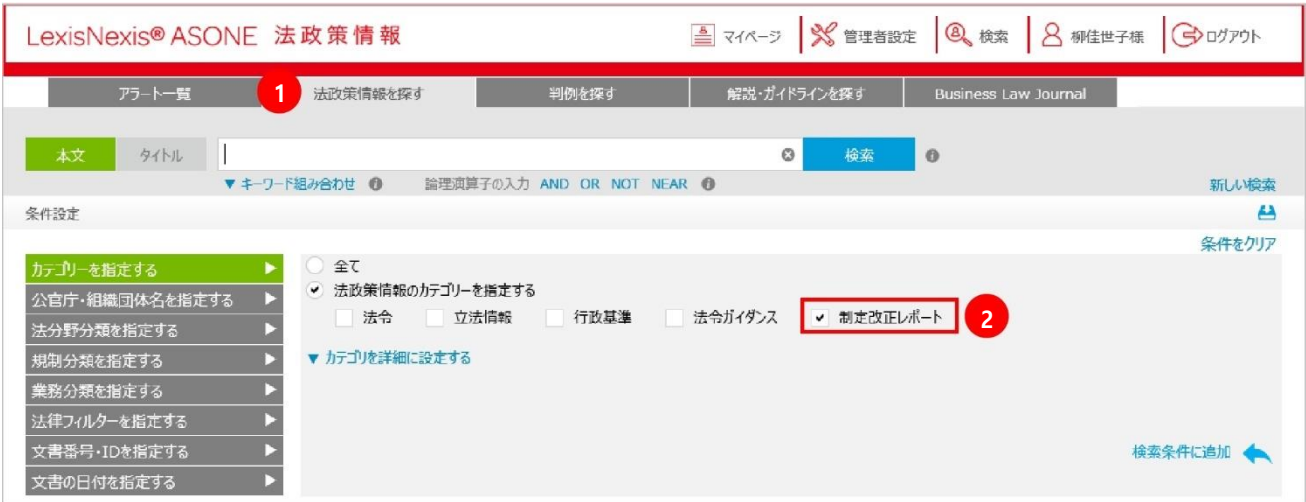 LexisNexis® ASONE 法政策情報
マイページ 管理者設定 検索 柳佳世子様 ログアウト
アラート一覧 1 法政策情報を探す 判例を探す 解説・ガイドラインを探す Business Law Journal
本文 タイトル 検索
▼ キーワード組み合わせ 論理演算子の入力 AND OR NOT NEAR 新しい検索
条件設定
条件をクリア
カテゴリーを指定する ▶
公官庁・組織団体名を指定する ▶
法分野分類を指定する ▶
規制分類を指定する ▶
業務分類を指定する ▶
法律フィルターを指定する ▶
文書番号・IDを指定する ▶
文書の日付を指定する ▶
全て
法政策情報のカテゴリーを指定する
法令 立法情報 行政基準 法令ガイダンス 制定改正レポート 2
▼ カテゴリを詳細に設定する
検索条件に追加